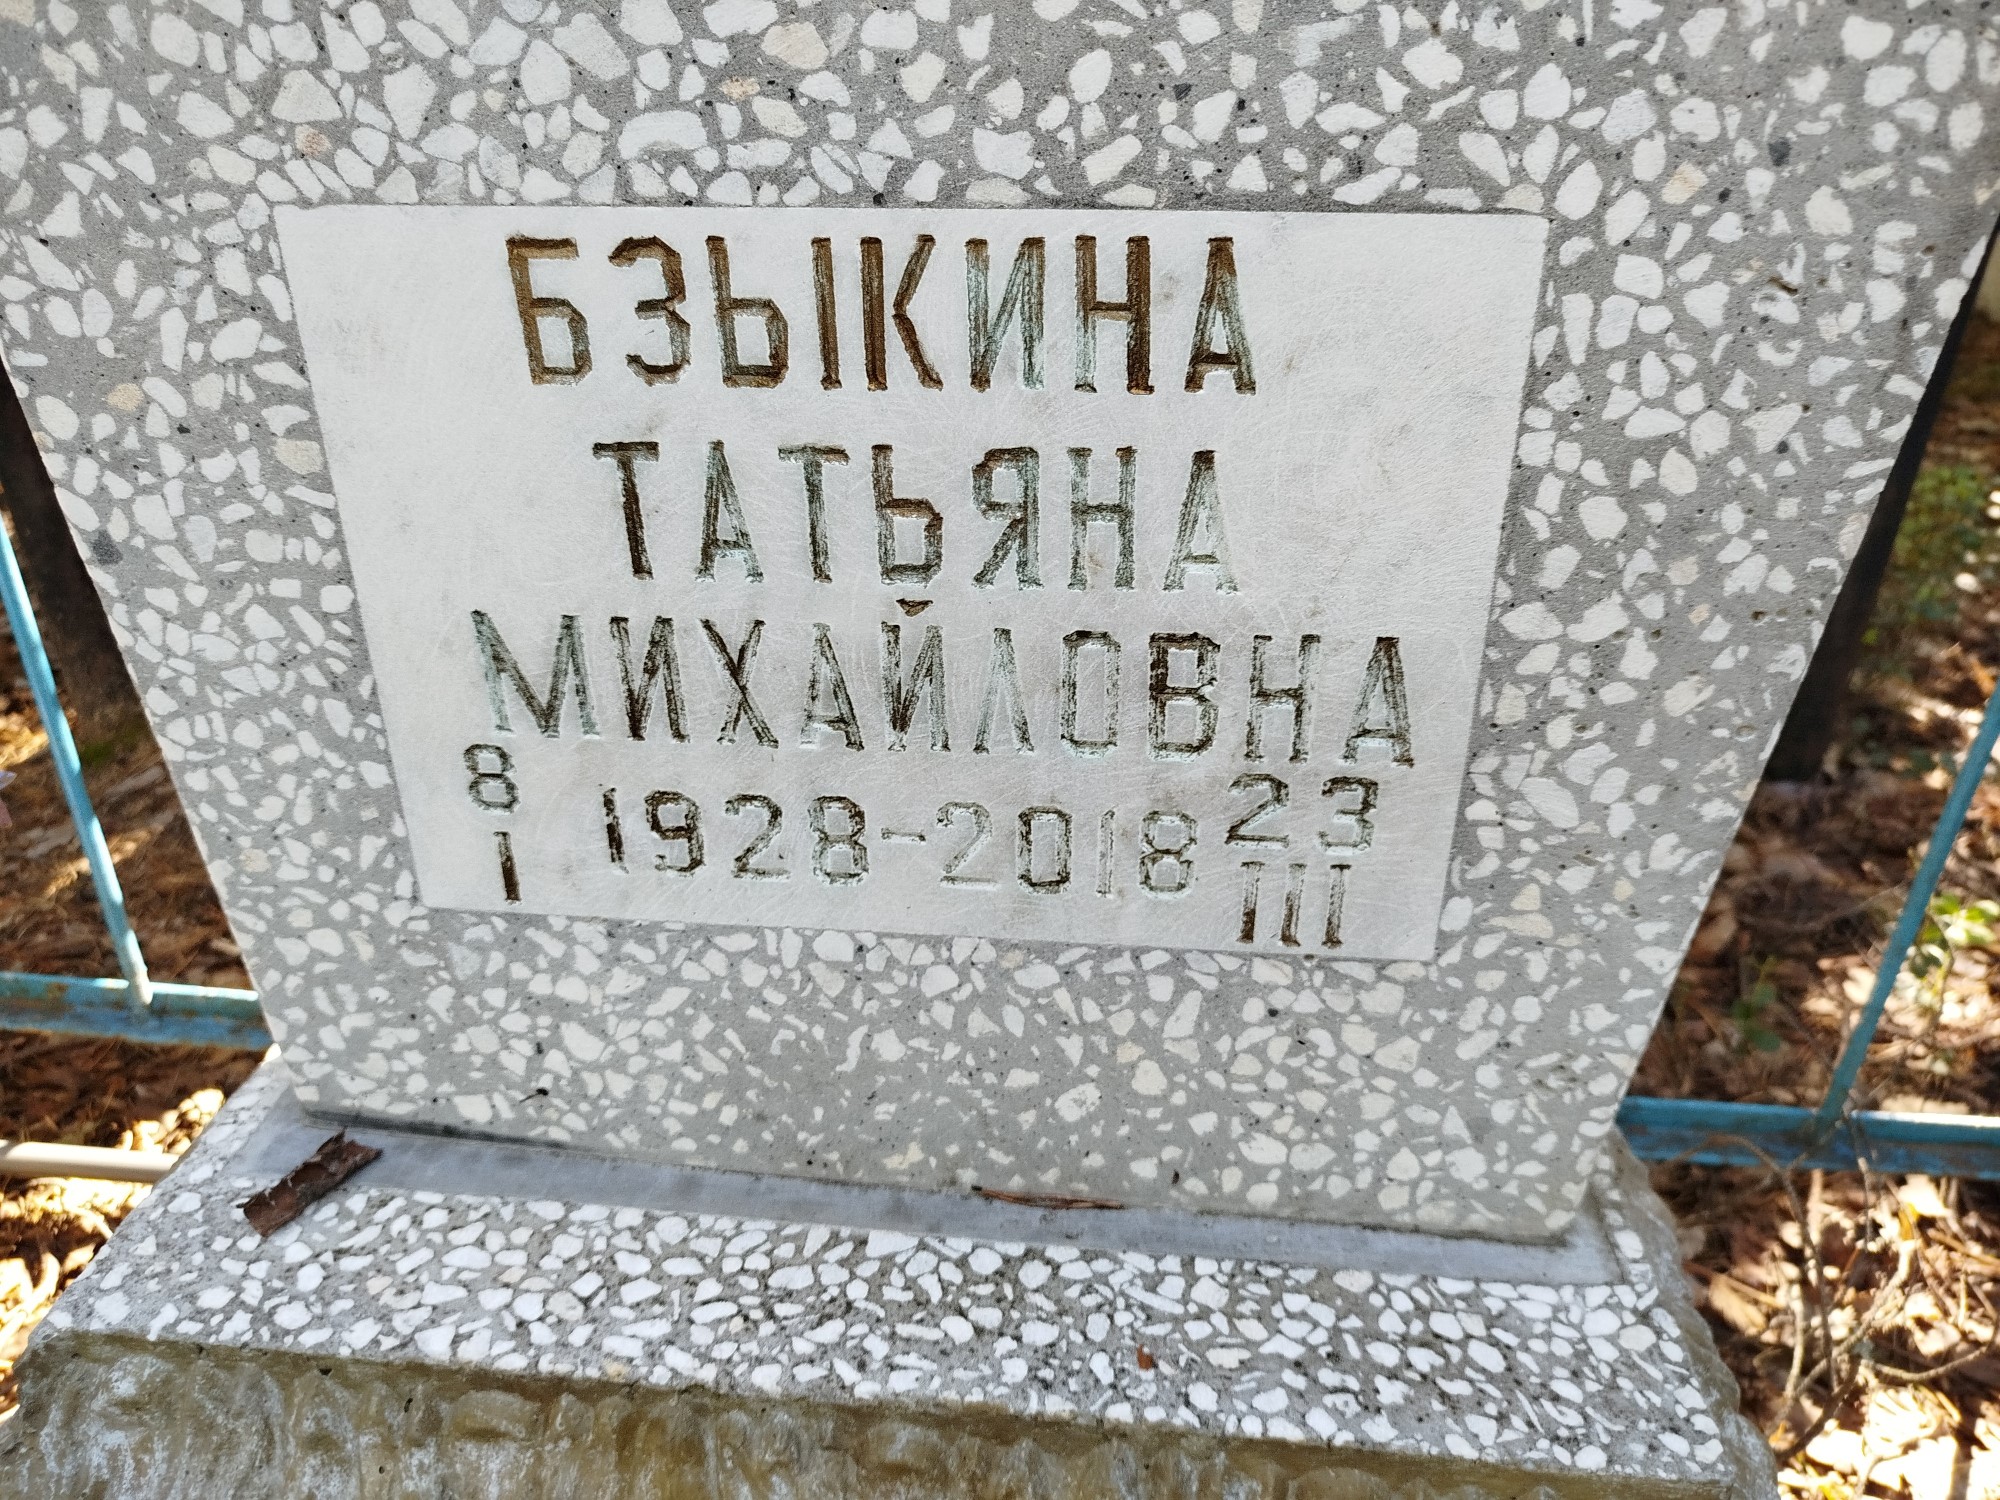 БЗЫКИНА
ТАТЬЯНА
МИХАЙЛОВНА
8 1928-2018 23
I III